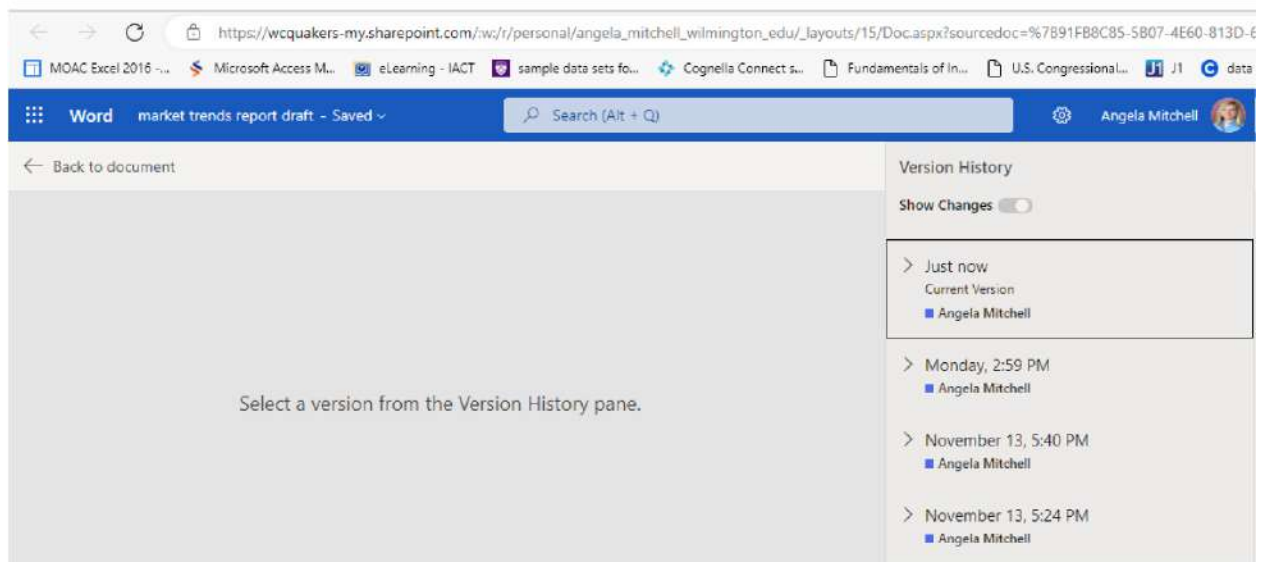 https://wcquakers-my.sharepoint.com/:w:/r/personal/angela_mitchell_wilmington_edu/_layouts/15/Doc.aspx?sourcedoc=%7B91FB8C85-5B07-4E60-813D-6
MOAC Excel 2016 -... Microsoft Access M... eLearning - IACT sample data sets fo... Cognella Connect s... Fundamentals of In... U.S. Congressional... J1 J1 data
Word market trends report draft - Saved Search (Alt + Q) Angela Mitchell
Back to document
Version History
Show Changes
Just now
Current Version
Angela Mitchell
Monday, 2:59 PM
Angela Mitchell
Select a version from the Version History pane.
November 13, 5:40 PM
Angela Mitchell
November 13, 5:24 PM
Angela Mitchell